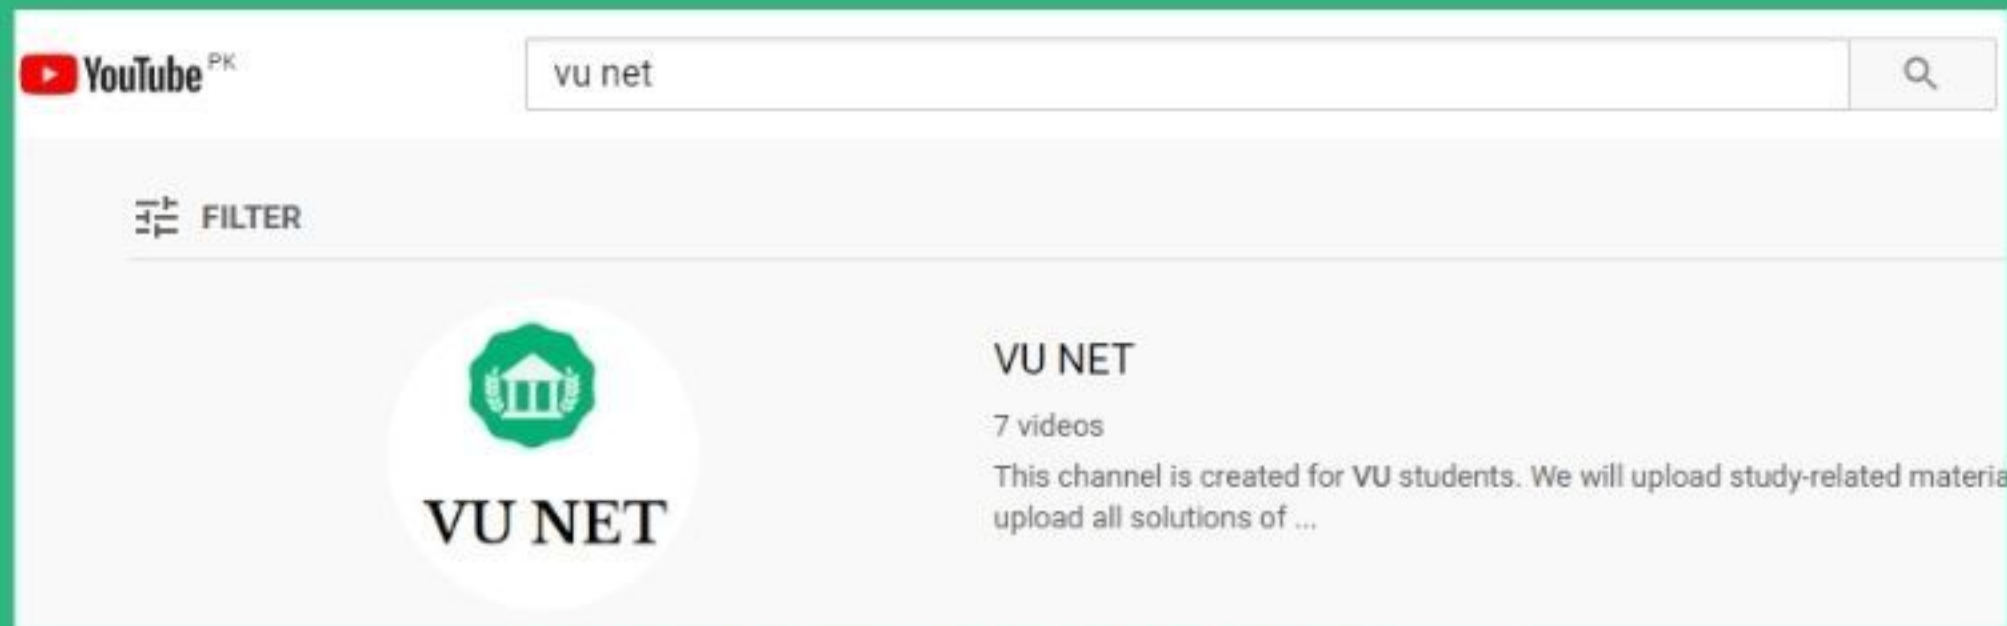 YouTube PK
vu net
FILTER
VU NET
VU NET
7 videos
This channel is created for VU students. We will upload study-related materia
upload all solutions of ...